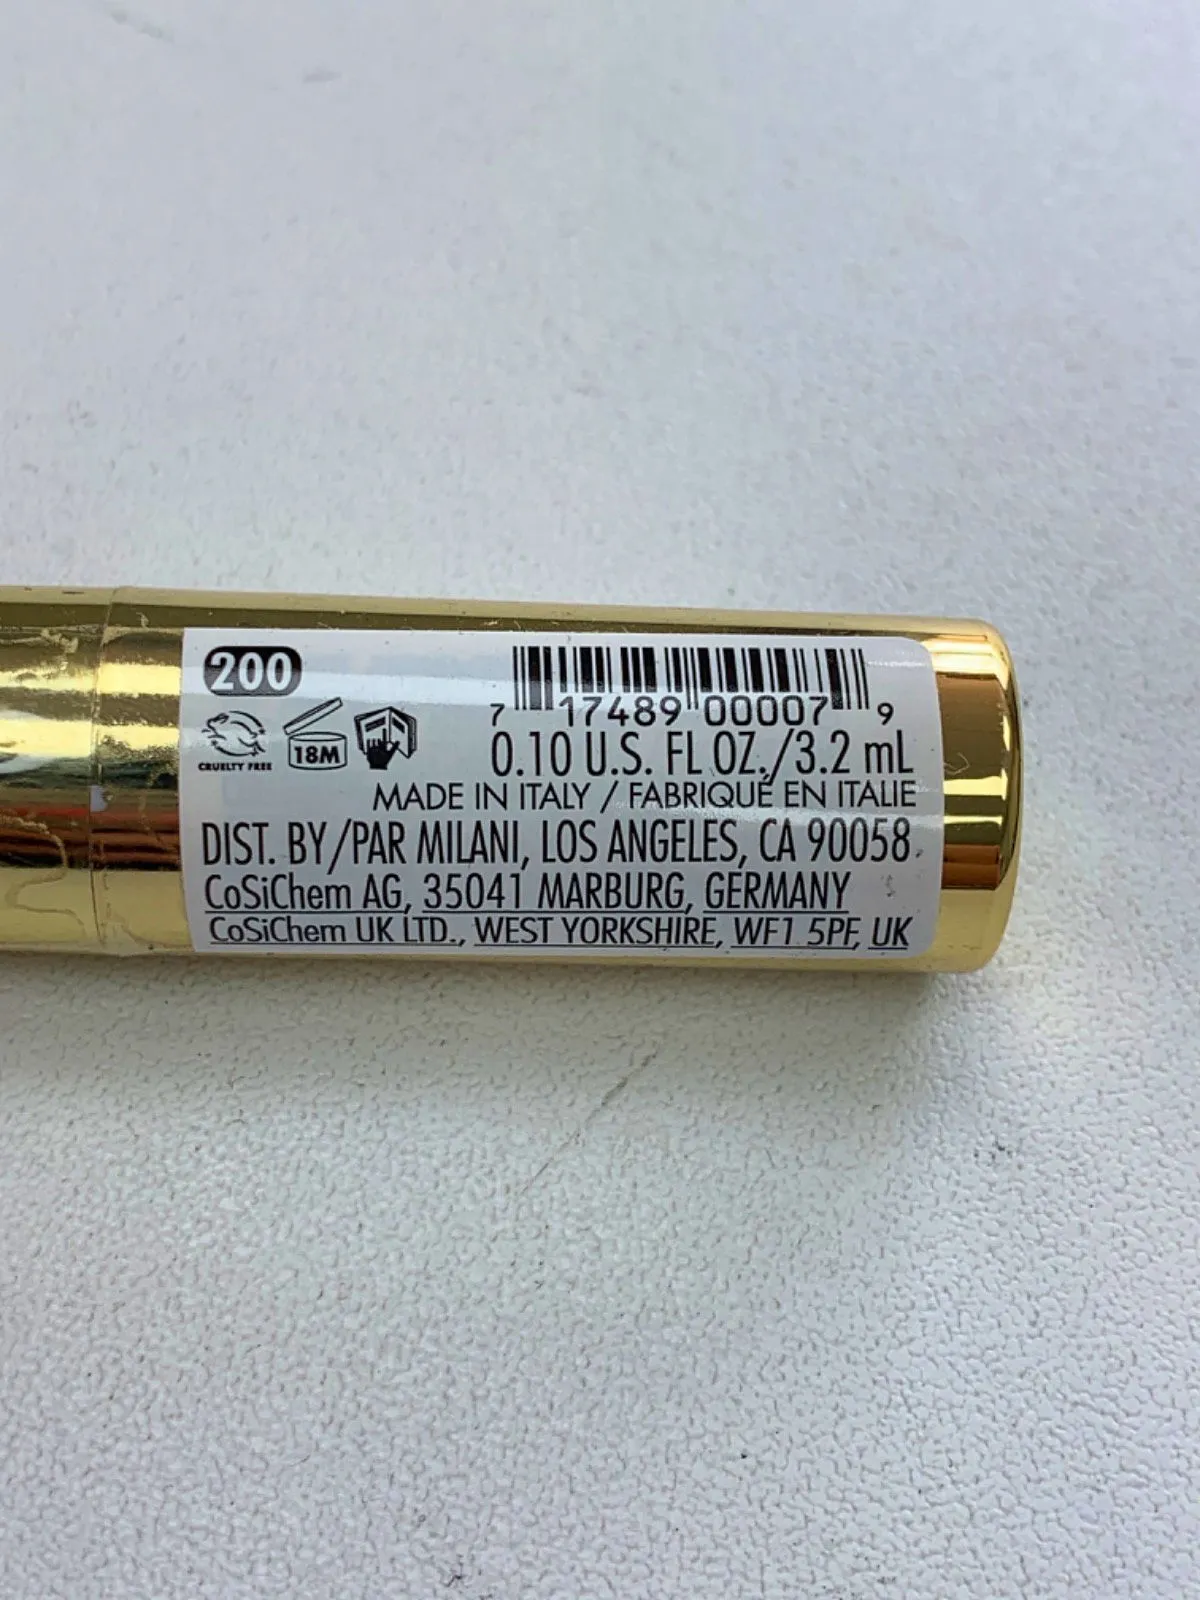 200
CRUELTY FREE
18M
7 17489 00007 9
0.10 U.S. FL OZ./3.2 mL
MADE IN ITALY / FABRIQUÉ EN ITALIE
DIST. BY/PAR MILANI, LOS ANGELES, CA 90058
CoSiChem AG, 35041 MARBURG, GERMANY
CoSiChem UK LTD., WEST YORKSHIRE, WF1 5PF, UK